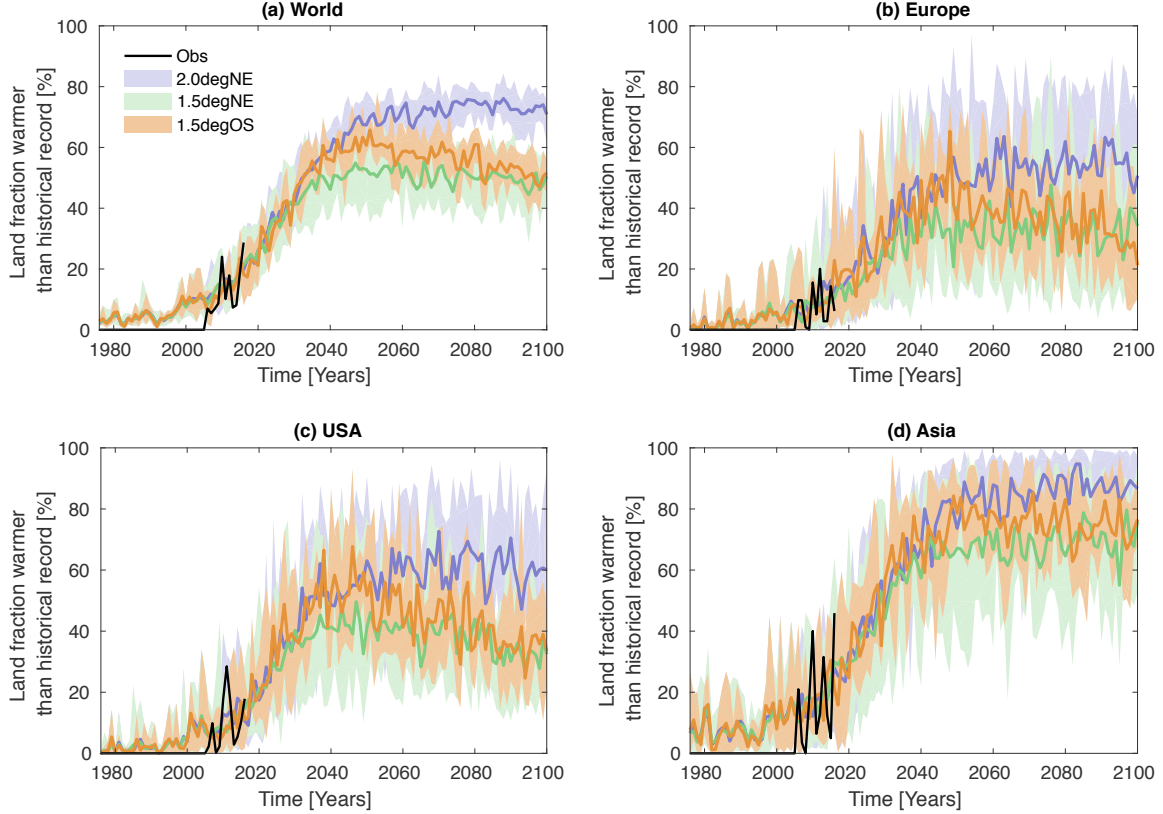 (a) World
Land fraction warmer
than historical record [%]
100
80
60
40
20
0
Obs
2.0degNE
1.5degNE
1.5degOS
1980 2000 2020 2040 2060 2080 2100
Time [Years]
(b) Europe
Land fraction warmer
than historical record [%]
100
80
60
40
20
0
1980 2000 2020 2040 2060 2080 2100
Time [Years]
(c) USA
Land fraction warmer
than historical record [%]
100
80
60
40
20
0
1980 2000 2020 2040 2060 2080 2100
Time [Years]
(d) Asia
Land fraction warmer
than historical record [%]
100
80
60
40
20
0
1980 2000 2020 2040 2060 2080 2100
Time [Years]